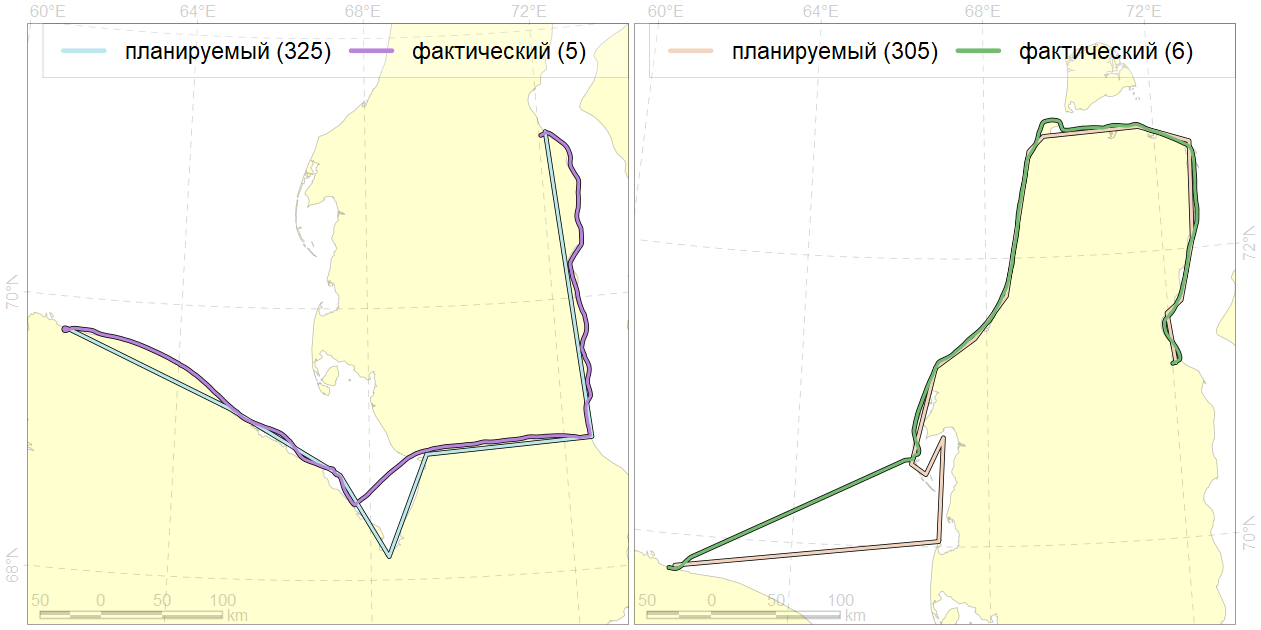 60°E 64°E 68°E 72°E
планируемый (325) фактический (5)
70°N
68°N
50 0 50 100
km
60°E 64°E 68°E 72°E
планируемый (305) фактический (6)
72°N
70°N
50 0 50 100
km